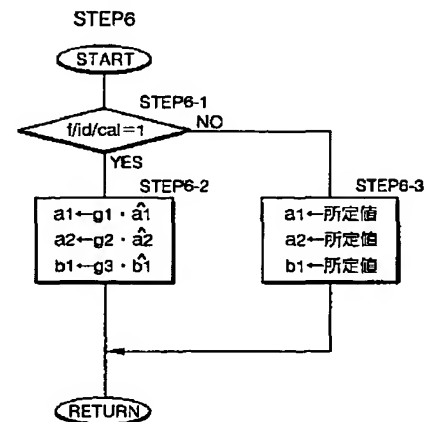 STEP6
START
STEP6-1
f/id/cal=1
NO
YES
STEP6-2
a1←g1・â1
a2←g2・â2
b1←g3・b̂1
STEP6-3
a1←所定値
a2←所定値
b1←所定値
RETURN